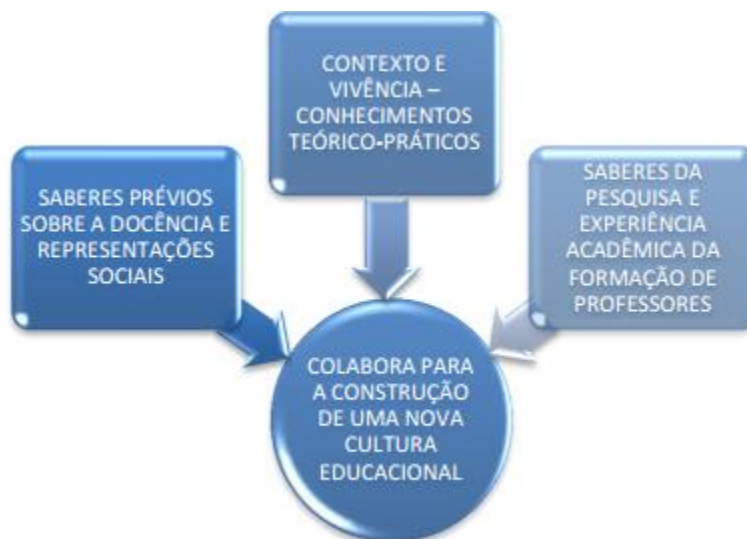 SABERES PRÉVIOS
SOBRE A DOCÊNCIA E
REPRESENTAÇÕES
SOCIAIS
CONTEXTO E
VIVÊNCIA –
CONHECIMENTOS
TEÓRICO-PRÁTICOS
SABERES DA
PESQUISA E
EXPERIÊNCIA
ACADÊMICA DA
FORMAÇÃO DE
PROFESSORES
COLABORA PARA
A CONSTRUÇÃO
DE UMA NOVA
CULTURA
EDUCACIONAL